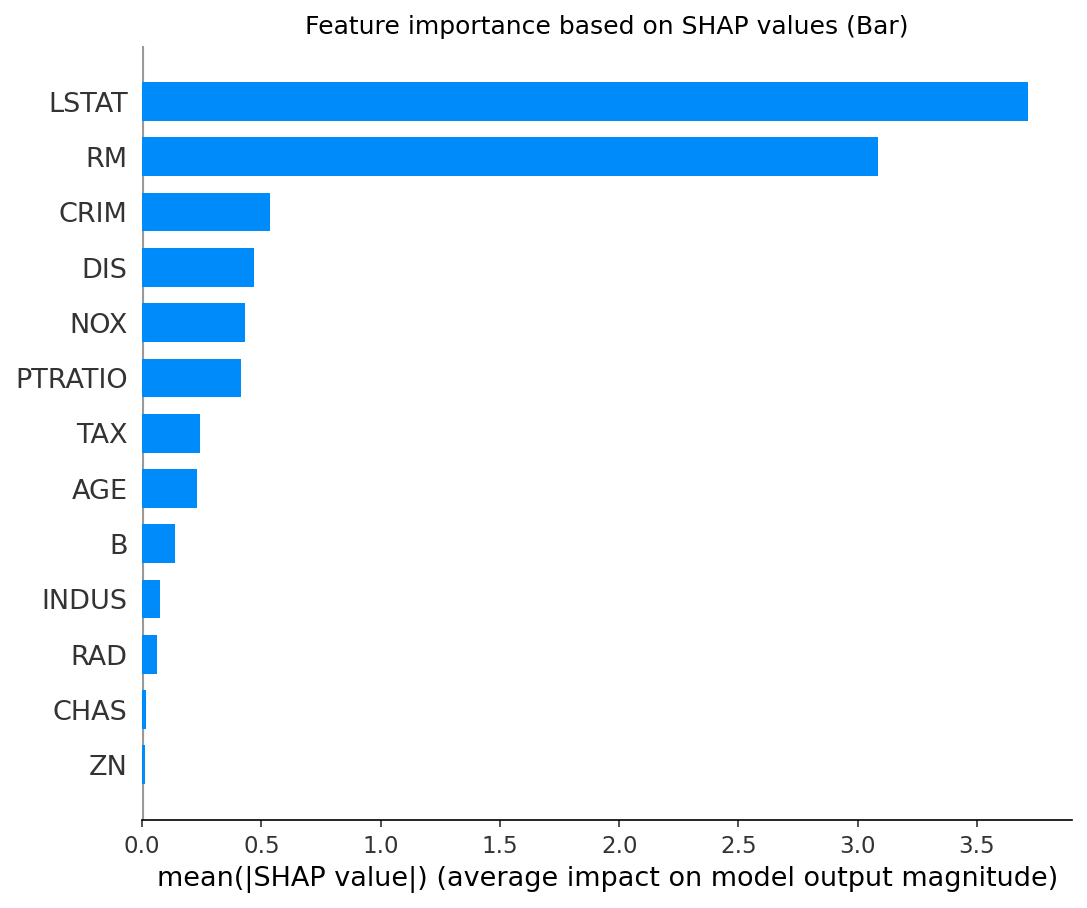 Feature importance based on SHAP values (Bar)
LSTAT
RM
CRIM
DIS
NOX
PTRATIO
TAX
AGE
B
INDUS
RAD
CHAS
ZN
0.0 0.5 1.0 1.5 2.0 2.5 3.0 3.5
mean(|SHAP value|) (average impact on model output magnitude)